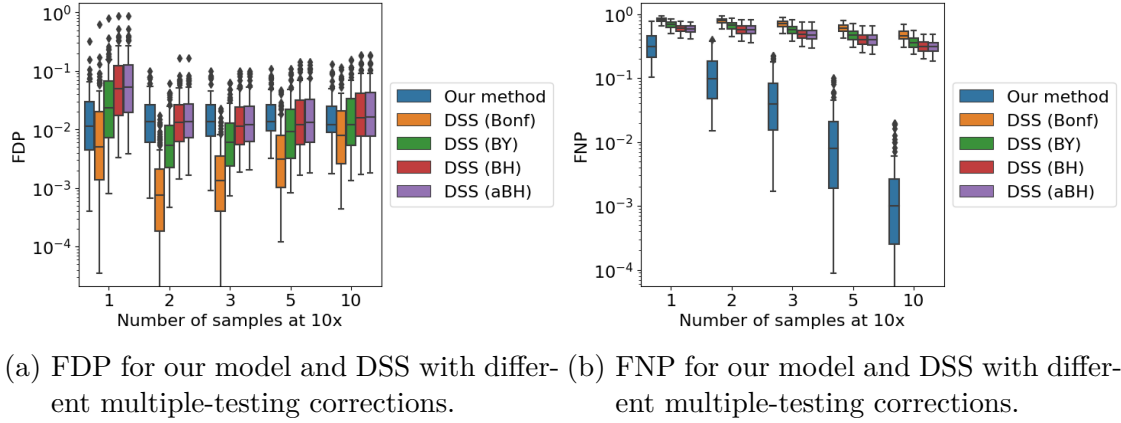 10⁰
10⁻¹
10⁻²
10⁻³
10⁻⁴
FDP
1 2 3 5 10
Number of samples at 10x
Our method
DSS (Bonf)
DSS (BY)
DSS (BH)
DSS (aBH)
10⁰
10⁻¹
10⁻²
10⁻³
10⁻⁴
FNP
1 2 3 5 10
Number of samples at 10x
Our method
DSS (Bonf)
DSS (BY)
DSS (BH)
DSS (aBH)
(a) FDP for our model and DSS with differ-
ent multiple-testing corrections.
(b) FNP for our model and DSS with differ-
ent multiple-testing corrections.